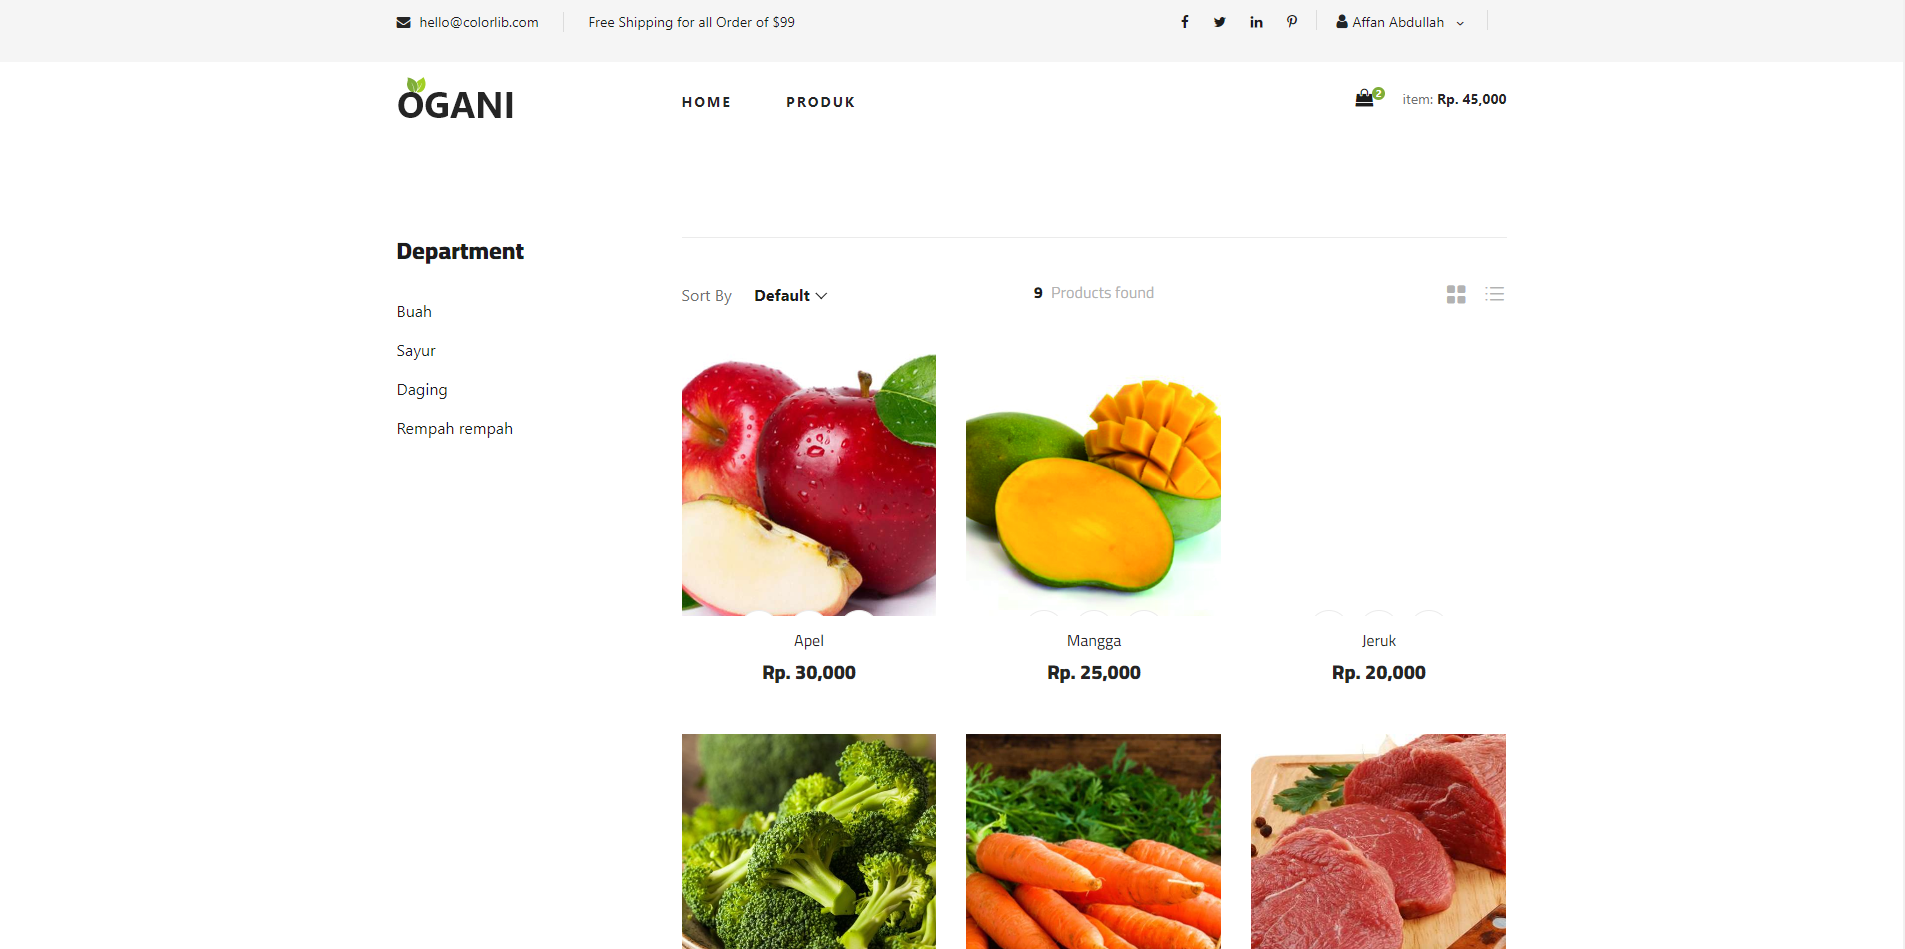 hello@colorlib.com
Free Shipping for all Order of $99
Affan Abdullah
OGANI
HOME
PRODUK
2
item: Rp. 45,000
Department
Buah
Sayur
Daging
Rempah rempah
Sort By Default
9 Products found
Apel
Rp. 30,000
Mangga
Rp. 25,000
Jeruk
Rp. 20,000